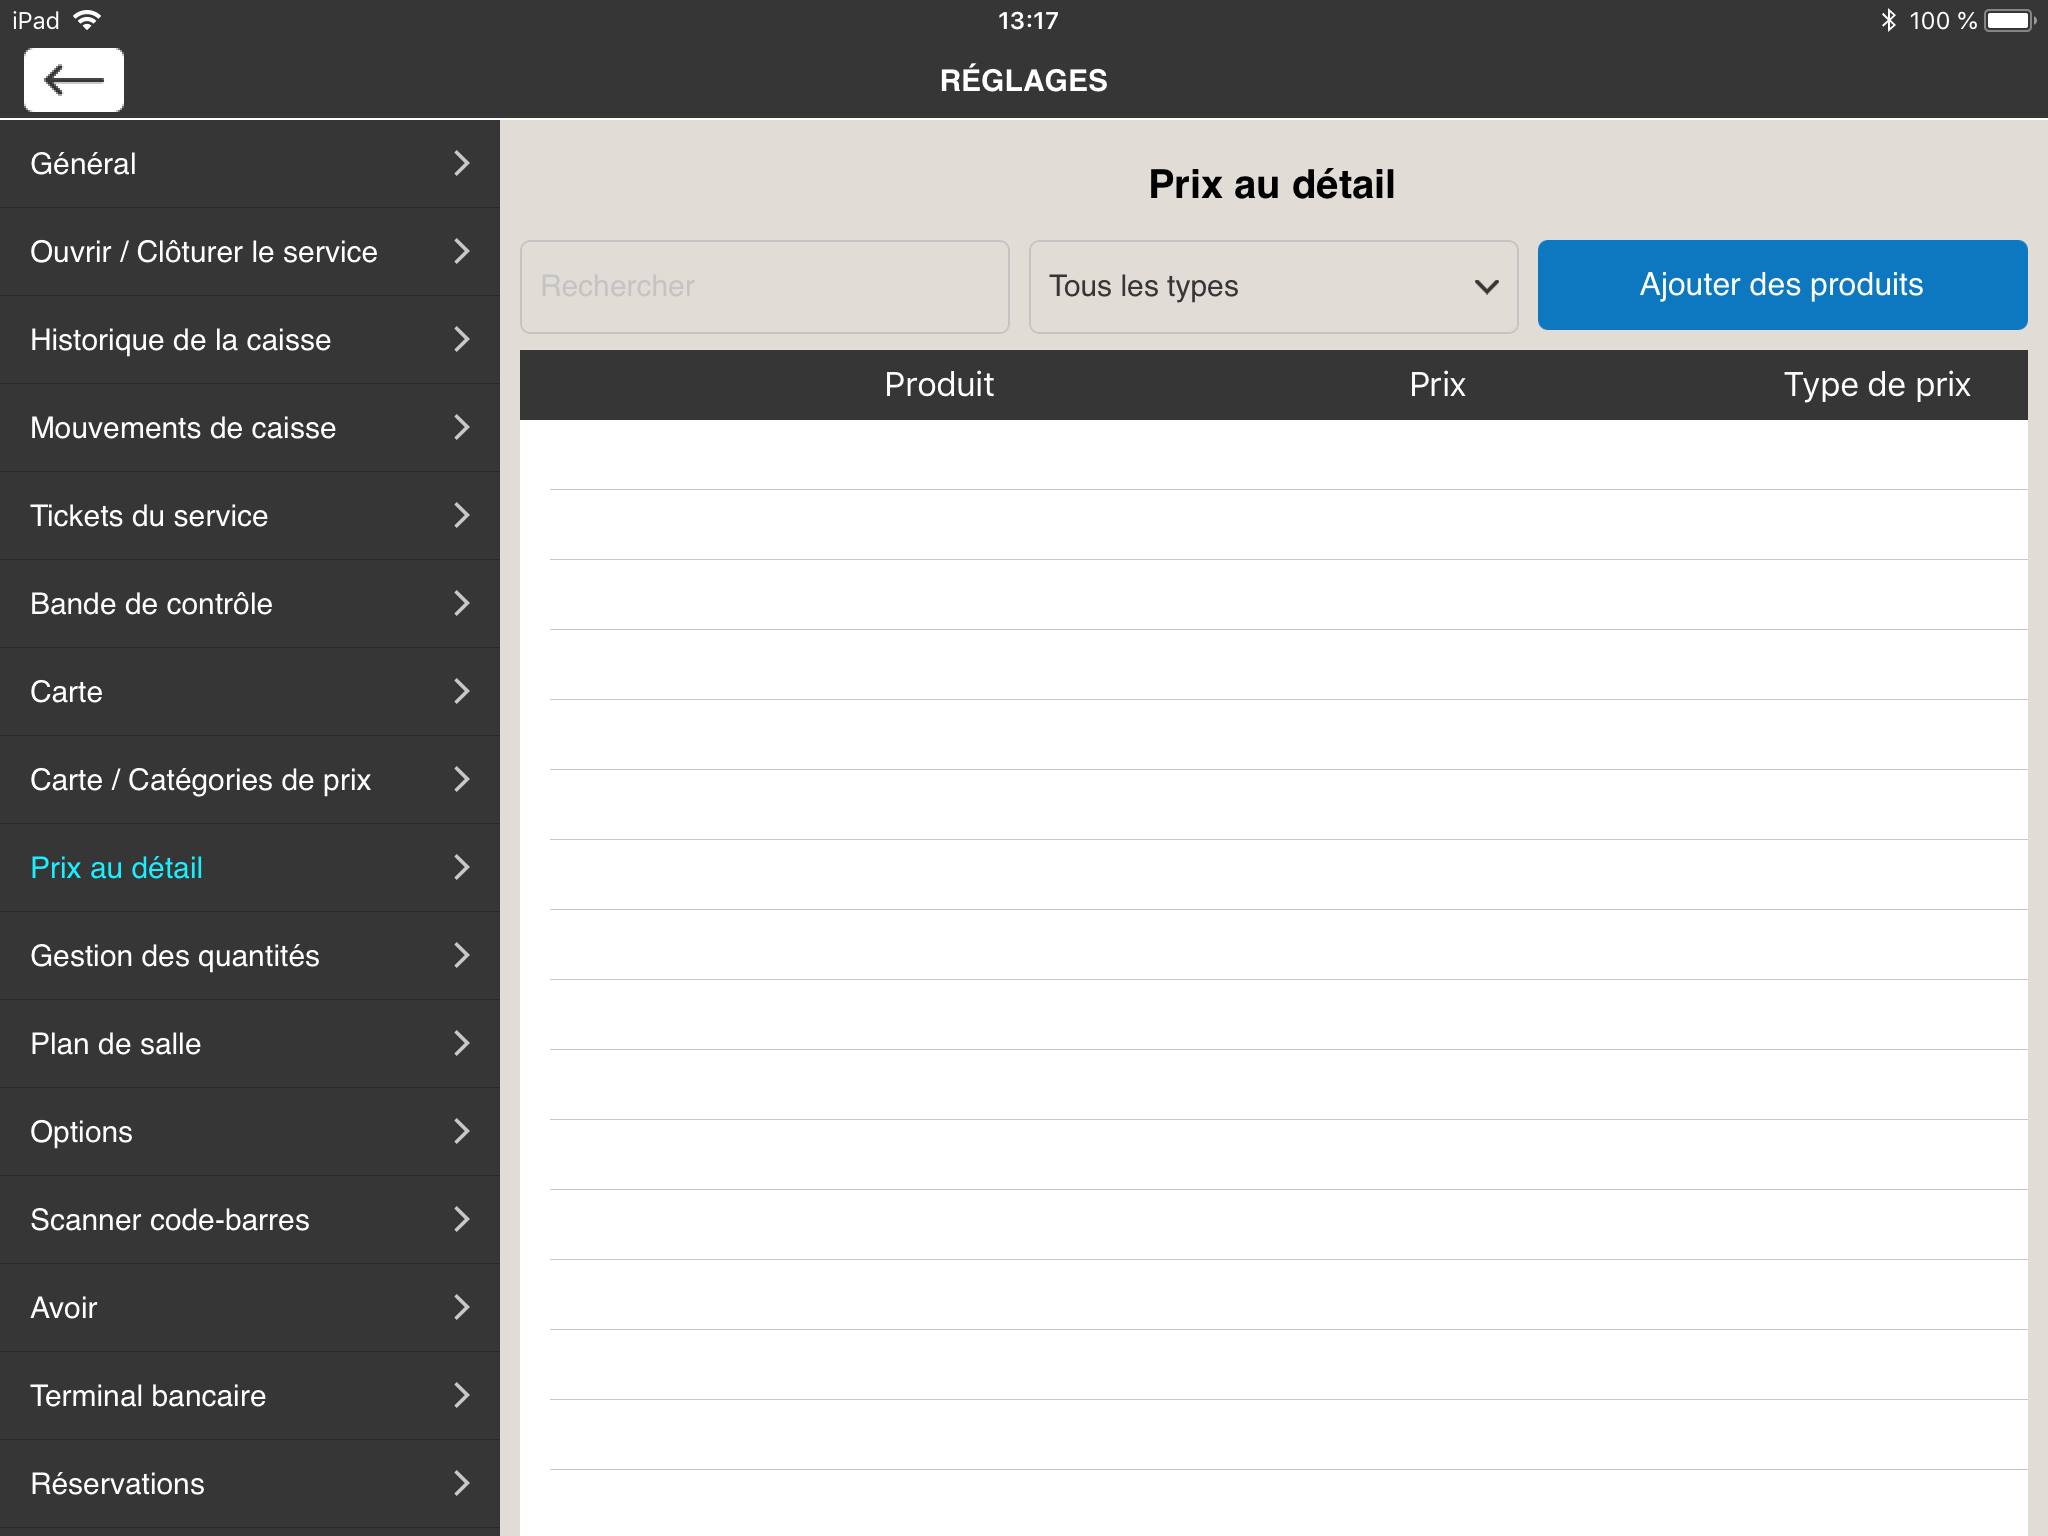 iPad 13:17 100 %
RÉGLAGES
Général
Ouvrir / Clôturer le service
Historique de la caisse
Mouvements de caisse
Tickets du service
Bande de contrôle
Carte
Carte / Catégories de prix
Prix au détail
Gestion des quantités
Plan de salle
Options
Scanner code-barres
Avoir
Terminal bancaire
Réservations
Prix au détail
Rechercher Tous les types Ajouter des produits
Produit Prix Type de prix